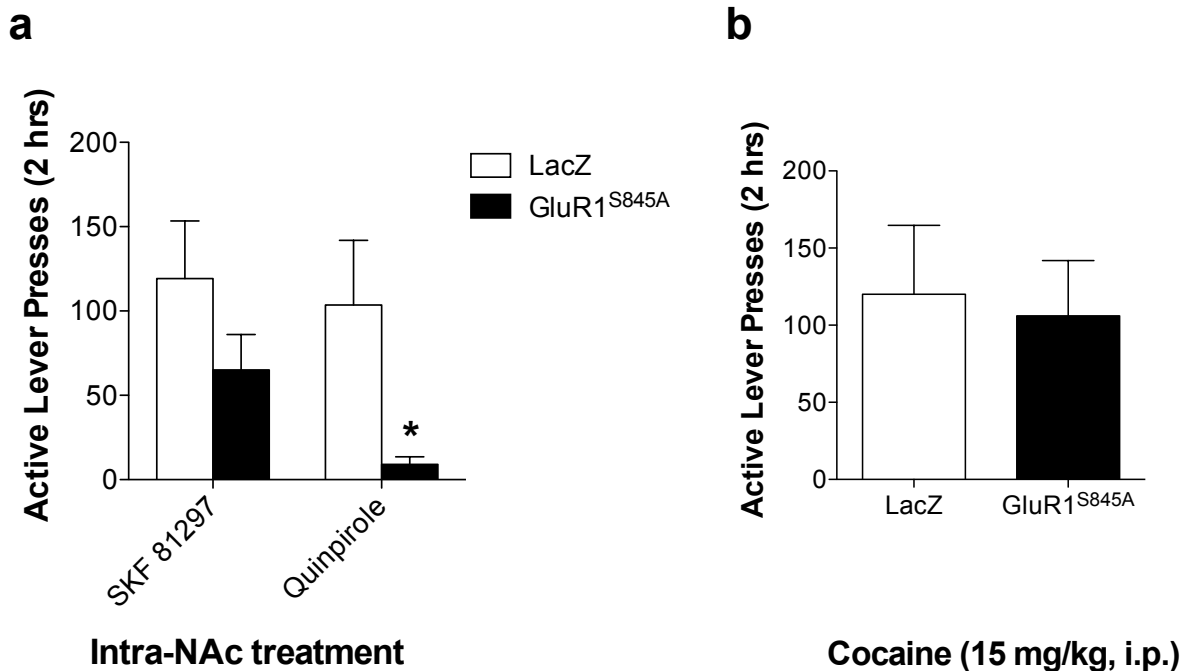 a
Active Lever Presses (2 hrs)
200
150
100
50
0
*
SKF 81297
Quinpirole
Intra-NAc treatment
LacZ
GluR1S845A
b
Active Lever Presses (2 hrs)
200
150
100
50
0
LacZ
GluR1S845A
Cocaine (15 mg/kg, i.p.)